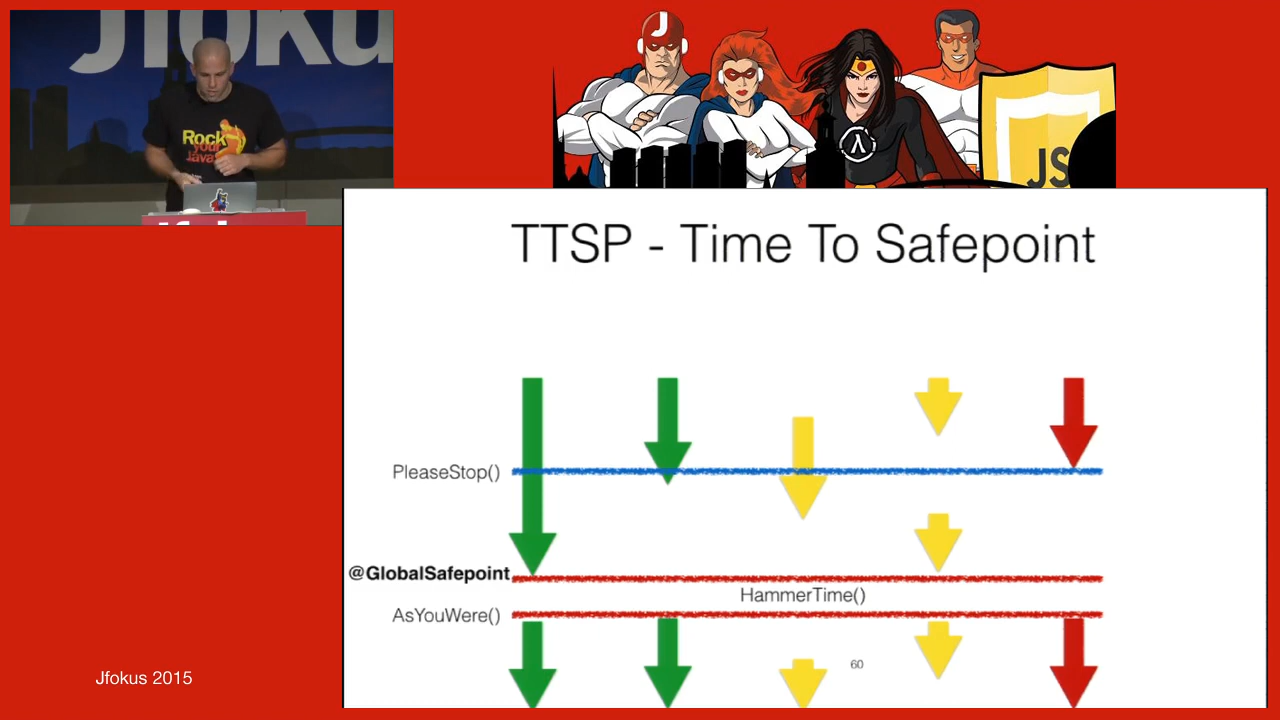 Jfokus
Rock
your
Java
J
JS
TTSP - Time To Safepoint
PleaseStop()
@GlobalSafepoint
HammerTime()
AsYouWere()
60
Jfokus 2015